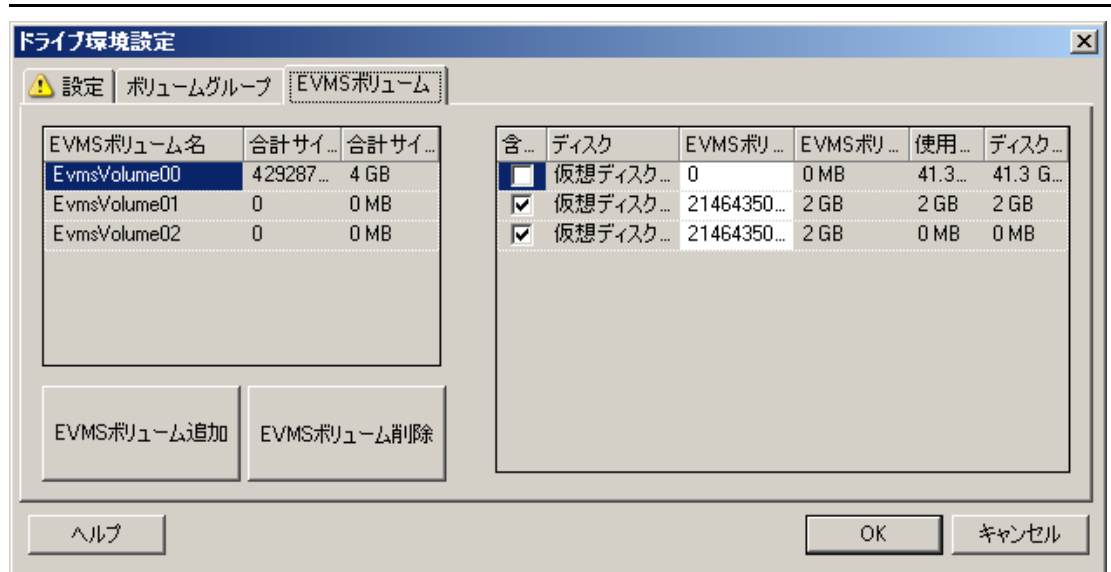 ドライブ環境設定
設定 ボリュームグループ EVMSボリューム
EVMSボリューム名 合計サイ... 合計サイ...
EvmsVolume00 429287... 4 GB
EvmsVolume01 0 0 MB
EvmsVolume02 0 0 MB
含... ディスク EVMSボリ... EVMSボリ... 使用... ディスク...
仮想ディスク... 0 0 MB 41.3... 41.3 G...
仮想ディスク... 21464350... 2 GB 2 GB 2 GB
仮想ディスク... 21464350... 2 GB 0 MB 0 MB
EVMSボリューム追加 EVMSボリューム削除
ヘルプ OK キャンセル